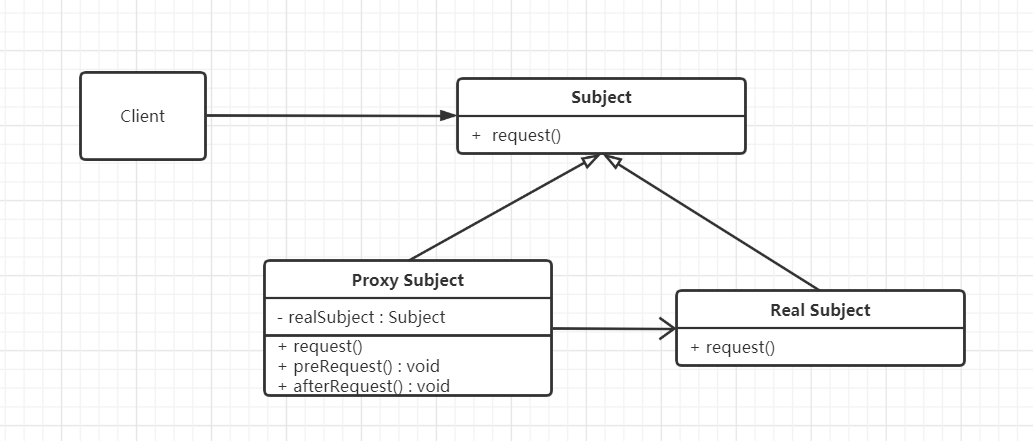 Client
Subject
+ request()
Proxy Subject
- realSubject : Subject
+ request()
+ preRequest() : void
+ afterRequest() : void
Real Subject
+ request()